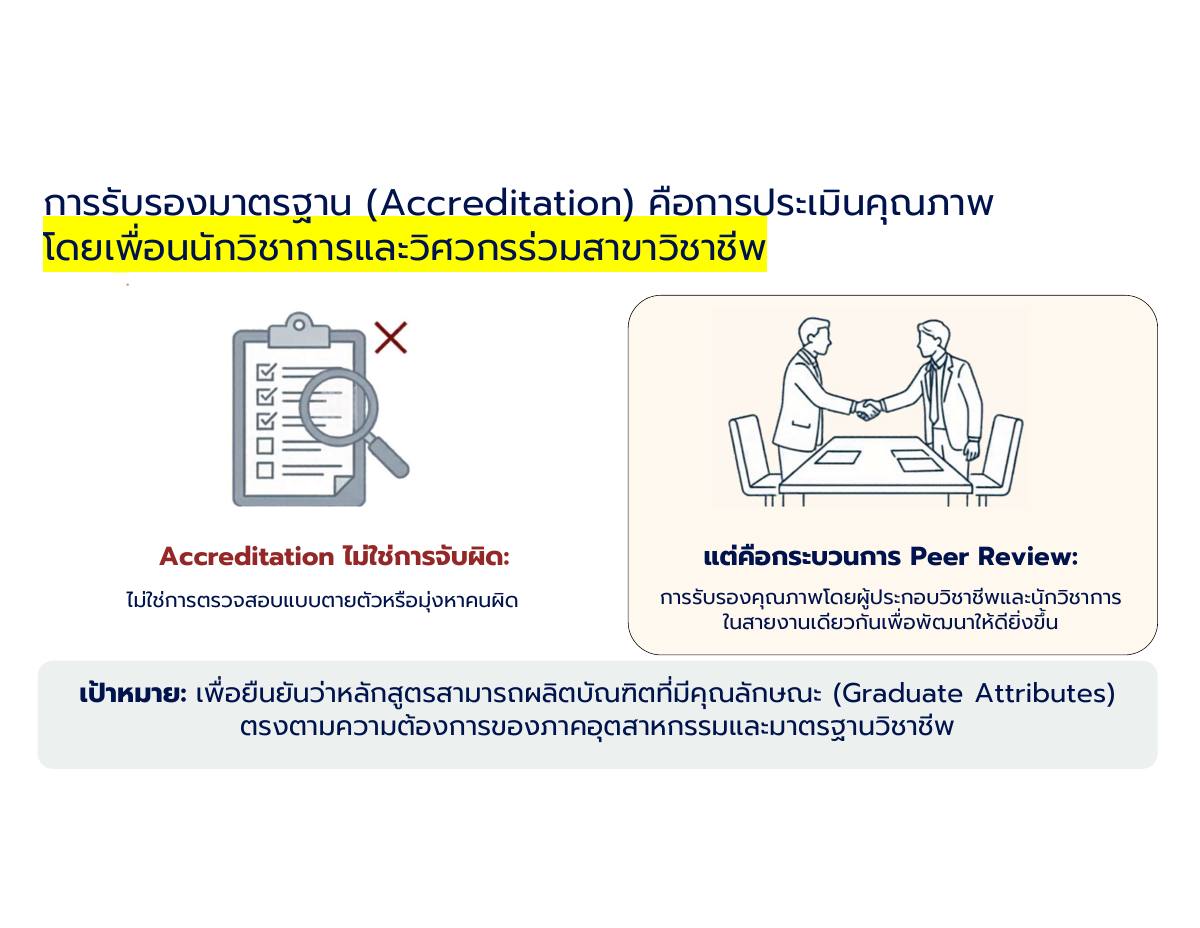 การรับรองมาตรฐาน (Accreditation) คือการประเมินคุณภาพ
โดยเพื่อนนักวิชาการและวิศวกรร่วมสาขาวิชาชีพ
Accreditation ไม่ใช่การจับผิด:
ไม่ใช่การตรวจสอบแบบตายตัวหรือมุ่งหาคนผิด
แต่คือกระบวนการ Peer Review:
การรับรองคุณภาพโดยผู้ประกอบวิชาชีพและนักวิชาการ
ในสายงานเดียวกันเพื่อพัฒนาให้ดียิ่งขึ้น
เป้าหมาย: เพื่อยืนยันว่าหลักสูตรสามารถผลิตบัณฑิตที่มีคุณลักษณะ (Graduate Attributes)
ตรงตามความต้องการของภาคอุตสาหกรรมและมาตรฐานวิชาชีพ